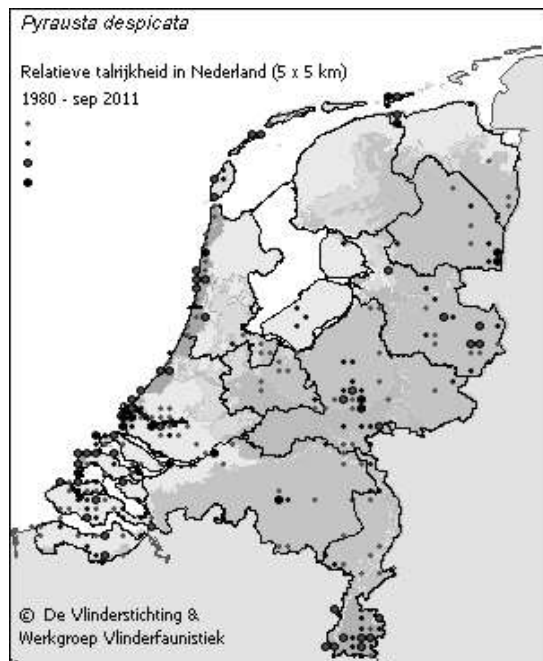 Pyrausta despicata
Relatieve talrijkheid in Nederland (5 x 5 km)
1980 - sep 2011
© De Vlinderstichting &
Werkgroep Vlinderfaunistiek